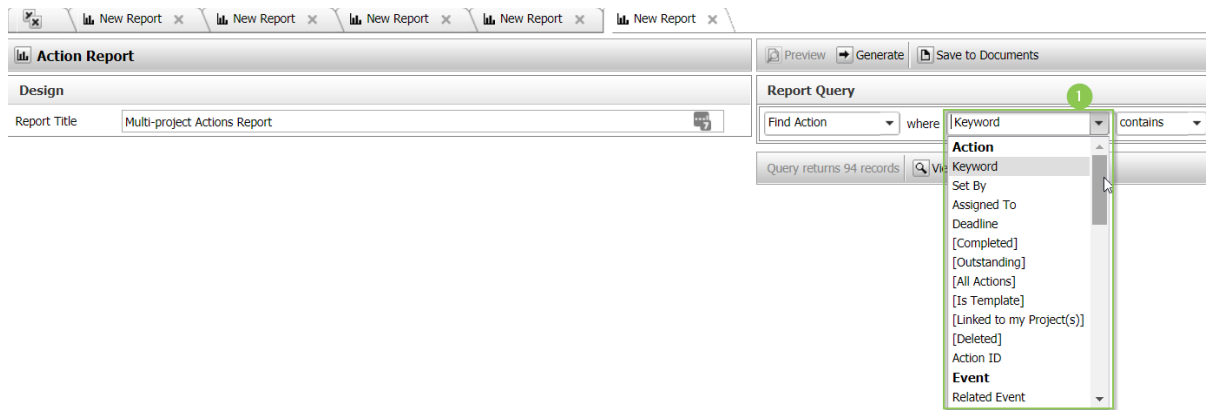 New Report
New Report
New Report
New Report
New Report
Action Report
Preview Generate Save to Documents
Design
Report Query
1
Report Title Multi-project Actions Report
7
Find Action where Keyword contains
Query returns 94 records
Action
Keyword
Set By
Assigned To
Deadline
[Completed]
[Outstanding]
[All Actions]
[Is Template]
[Linked to my Project(s)]
[Deleted]
Action ID
Event
Related Event